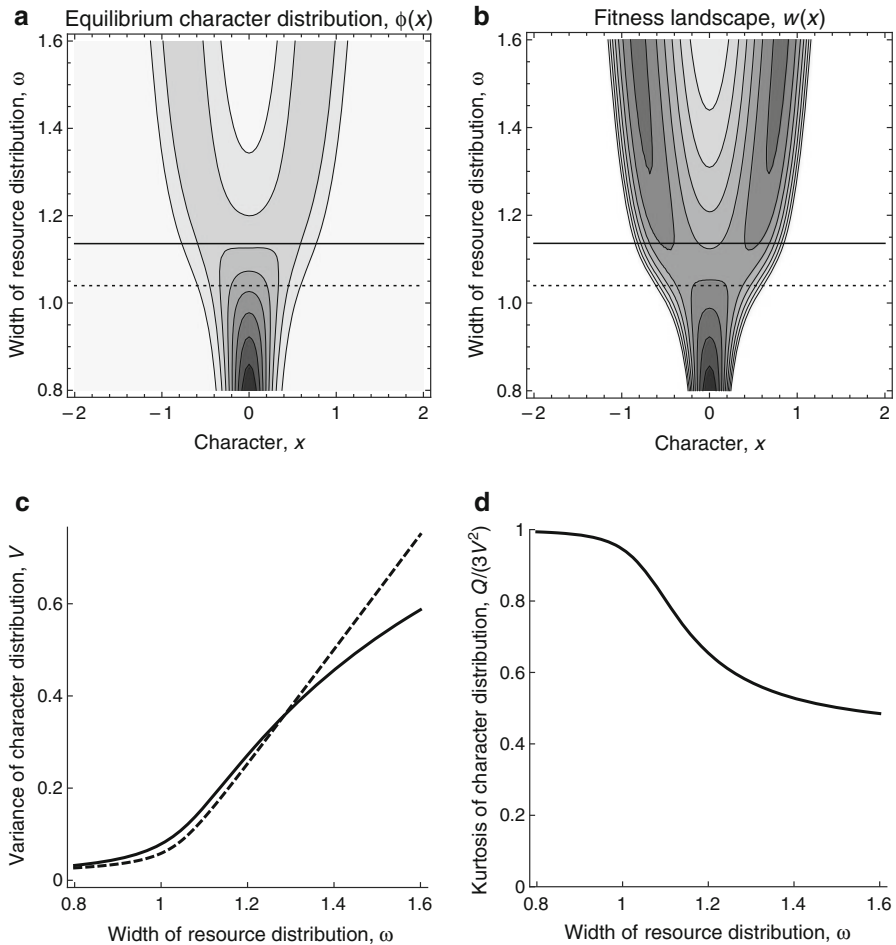 a Equilibrium character distribution, ϕ(x)
Width of resource distribution, ω
1.6
1.4
1.2
1.0
0.8
−2 −1 0 1 2
Character, x
b Fitness landscape, w(x)
Width of resource distribution, ω
1.6
1.4
1.2
1.0
0.8
−2 −1 0 1 2
Character, x
c
Variance of character distribution, V
0.6
0.4
0.2
0
0.8 1 1.2 1.4 1.6
Width of resource distribution, ω
d
Kurtosis of character distribution, Q/(3V²)
1
0.8
0.6
0.4
0.2
0
0.8 1 1.2 1.4 1.6
Width of resource distribution, ω